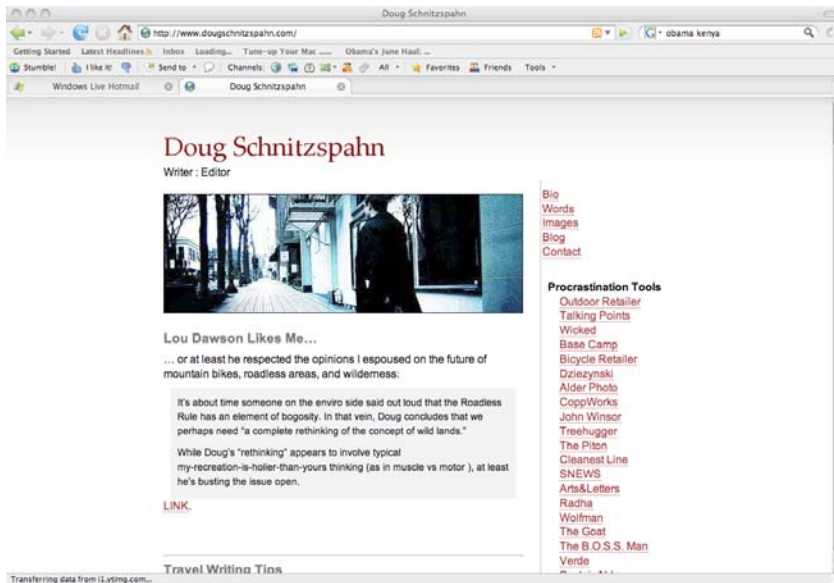 Doug Schnitzspahn
http://www.dougschnitzspahn.com/
obama kenya
Getting Started Latest Headlines Inbox Loading... Tune-up Your Mac ...... Obama's June Haul: ...
Stumble! I like it! Send to Channels: All Favorites Friends Tools
Windows Live Hotmail Doug Schnitzspahn
Doug Schnitzspahn
Writer : Editor
Bio
Words
Images
Blog
Contact
Lou Dawson Likes Me…
… or at least he respected the opinions I espoused on the future of
mountain bikes, roadless areas, and wilderness:
It's about time someone on the enviro side said out loud that the Roadless
Rule has an element of bogosity. In that vein, Doug concludes that we
perhaps need “a complete rethinking of the concept of wild lands.”
While Doug's “rethinking” appears to involve typical
my-recreation-is-holier-than-yours thinking (as in muscle vs motor ), at least
he's busting the issue open.
LINK.
Travel Writing Tips
Procrastination Tools
Outdoor Retailer
Talking Points
Wicked
Base Camp
Bicycle Retailer
Dziezynski
Alder Photo
CoppWorks
John Winsor
Treehugger
The Piton
Cleanest Line
SNEWS
Arts&Letters
Radha
Wolfman
The Goat
The B.O.S.S. Man
Verde
Transferring data from i1.ytimg.com...